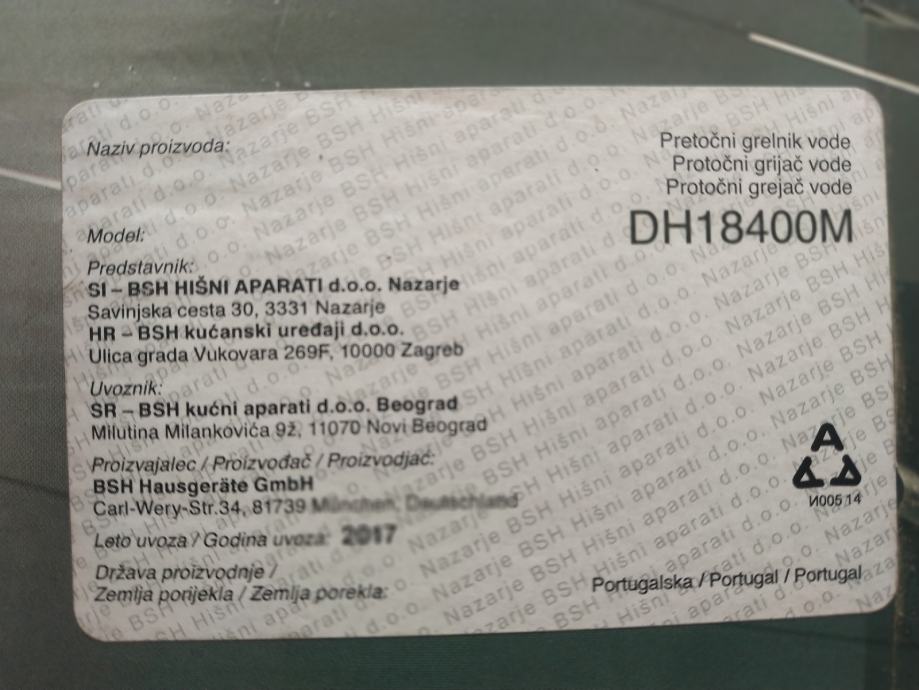 Naziv proizvoda:
Pretočni grelnik vode
Protočni grijač vode
Protočni grejač vode
Model:
DH18400M
Predstavnik:
SI – BSH HIŠNI APARATI d.o.o. Nazarje
Savinjska cesta 30, 3331 Nazarje
HR – BSH kućanski uređaji d.o.o.
Ulica grada Vukovara 269F, 10000 Zagreb
Uvoznik:
SR – BSH kućni aparati d.o.o. Beograd
Milutina Milankovića 9ž, 11070 Novi Beograd
Proizvajalec / Proizvođač / Proizvodjač:
BSH Hausgeräte GmbH
Carl-Wery-Str.34, 81739
Leto uvoza / Godina uvoza: 2017
Država proizvodnje /
Zemlja porijekla / Zemlja porekla:
Portugalska / Portugal / Portugal
AAA
И005 14